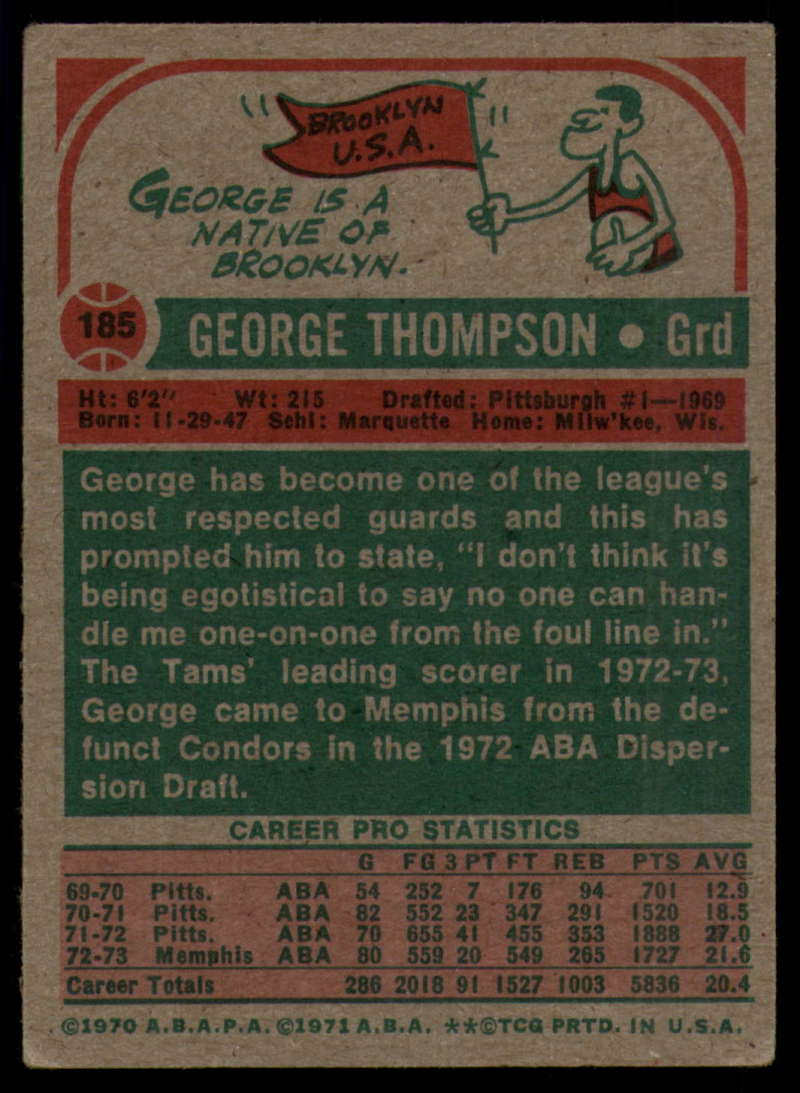 BROOKLYN
U.S.A.
GEORGE IS A
NATIVE OF
BROOKLYN.
185 GEORGE THOMPSON • Grd
Ht: 6'2" Wt: 215 Drafted: Pittsburgh #1—1969
Born: 11-29-47 Schl: Marquette Home: Milw'kee, Wis.
George has become one of the league's
most respected guards and this has
prompted him to state, "I don't think it's
being egotistical to say no one can han-
dle me one-on-one from the foul line in."
The Tams' leading scorer in 1972-73,
George came to Memphis from the de-
funct Condors in the 1972 ABA Disper-
sion Draft.
CAREER PRO STATISTICS
G FG 3 PT FT REB PTS AVG
69-70 Pitts. ABA 54 252 7 176 94 701 12.9
70-71 Pitts. ABA 82 552 23 347 291 1520 18.5
71-72 Pitts. ABA 70 655 41 455 353 1888 27.0
72-73 Memphis ABA 80 559 20 549 265 1727 21.6
Career Totals 286 2018 91 1527 1003 5836 20.4
©1970 A.B.A.P.A. ©1971 A.B.A. **©TCG PRTD. IN U.S.A.